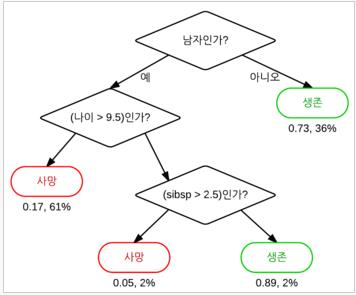 남자인가?
예
아니오
(나이 > 9.5)인가?
생존
0.73, 36%
사망
0.17, 61%
(sibsp > 2.5)인가?
사망
생존
0.05, 2%
0.89, 2%